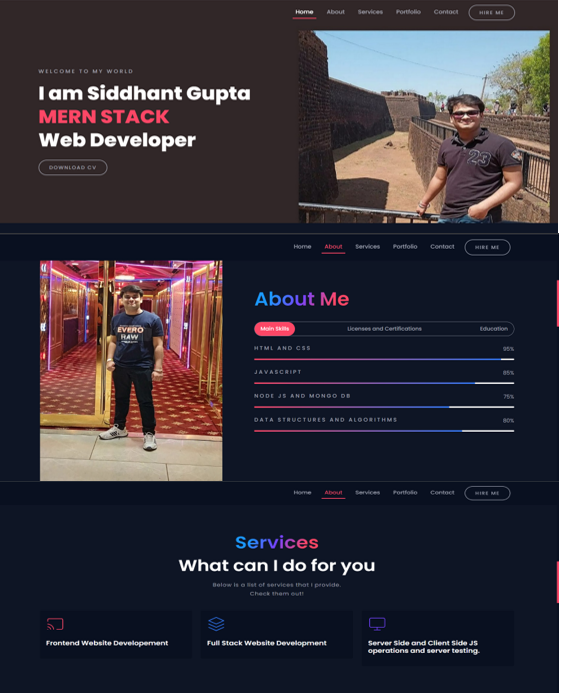 Home About Services Portfolio Contact HIRE ME
WELCOME TO MY WORLD
I am Siddhant Gupta
MERN STACK
Web Developer
DOWNLOAD CV
23
Home About Services Portfolio Contact HIRE ME
EVERO
RAW
About Me
Main Skills Licenses and Certifications Education
HTML AND CSS 95%
JAVASCRIPT 85%
NODE JS AND MONGO DB 75%
DATA STRUCTURES AND ALGORITHMS 80%
Home About Services Portfolio Contact HIRE ME
Services
What can I do for you
Below is a list of services that I provide.
Check them out!
Frontend Website Developement
Full Stack Website Development
Server Side and Client Side JS
operations and server testing.